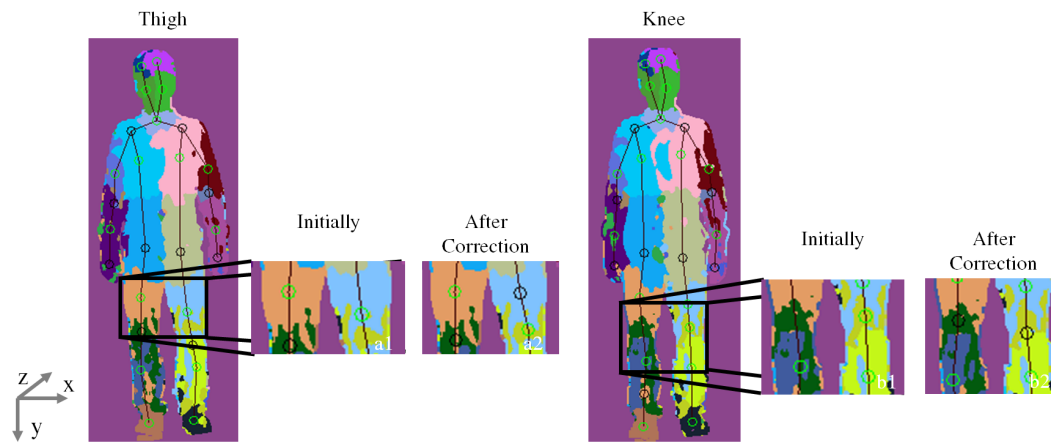 Thigh
Knee
Initially
After
Correction
Initially
After
Correction
a1
a2
b1
b2
z
x
y